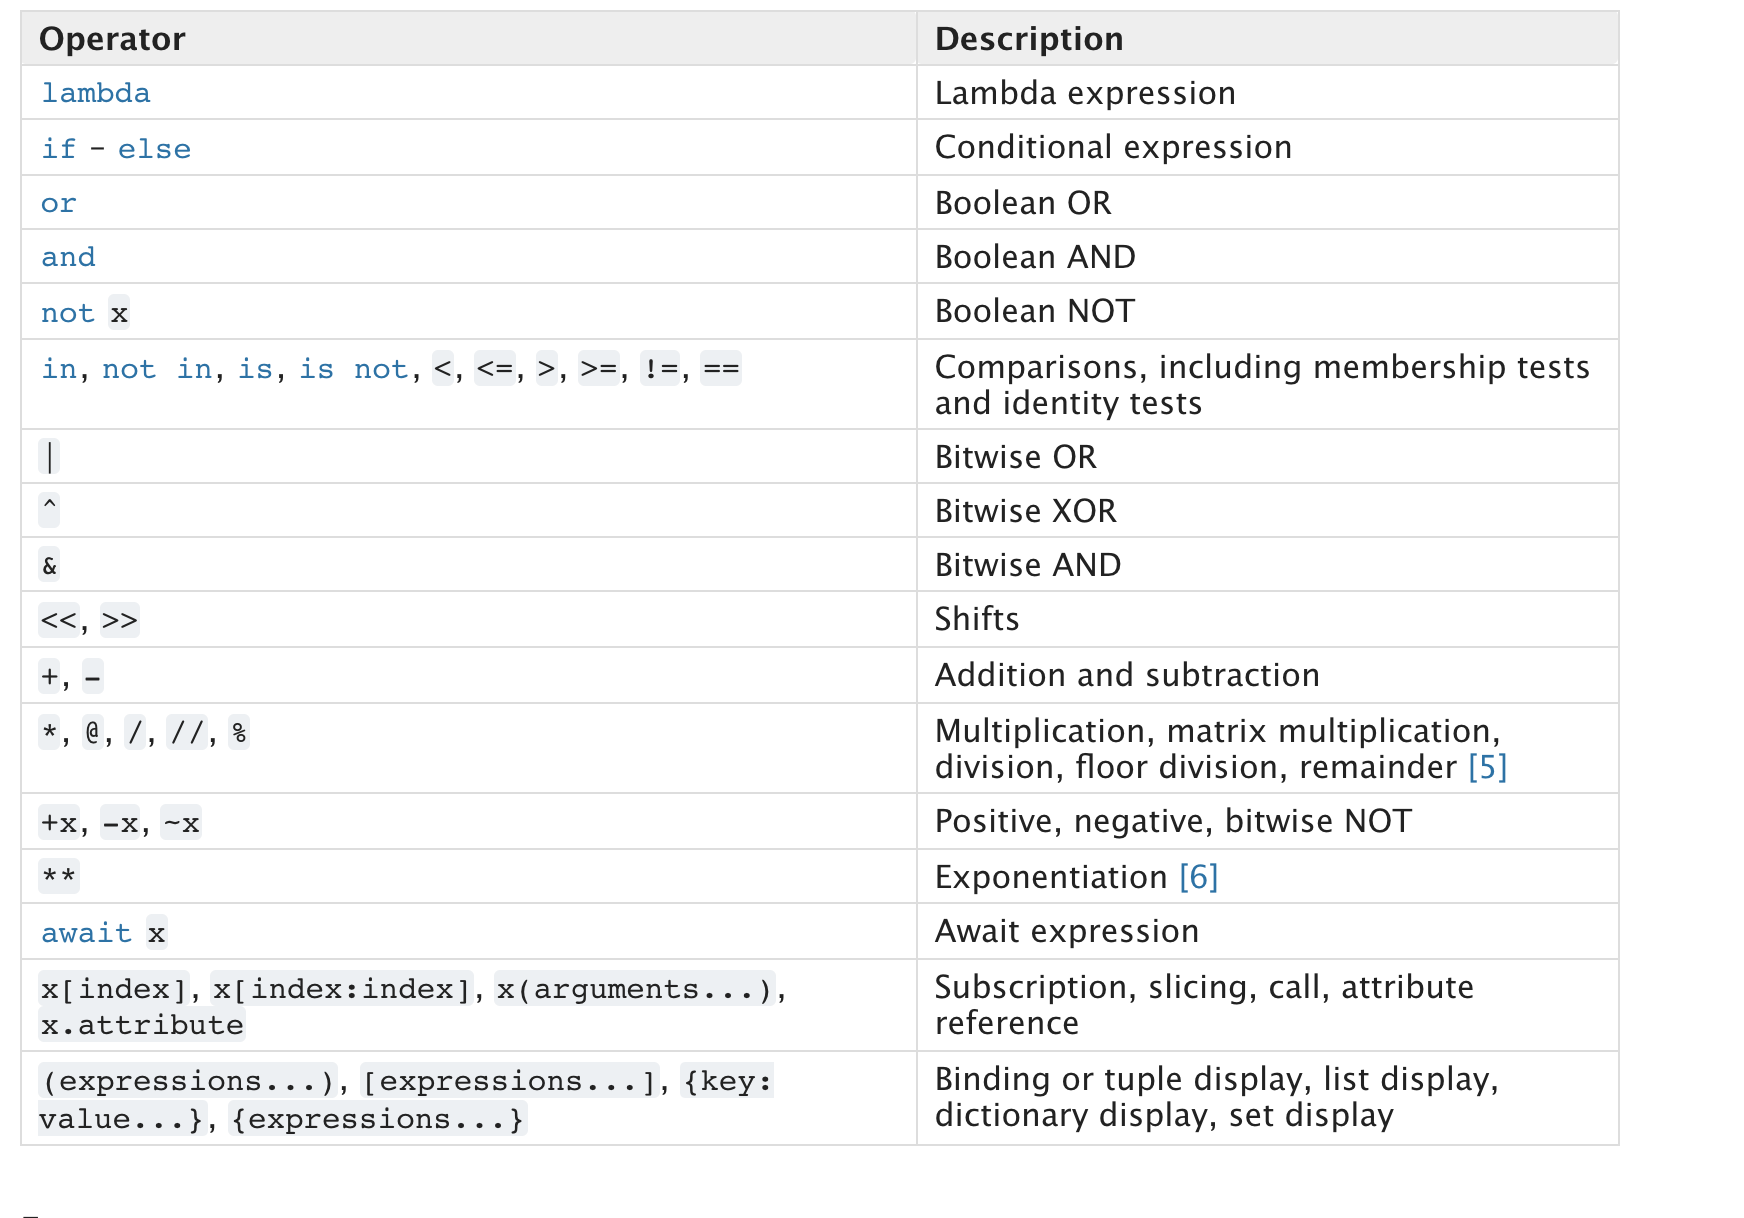 Operator Description
lambda Lambda expression
if – else Conditional expression
or Boolean OR
and Boolean AND
not x Boolean NOT
in, not in, is, is not, <, <=, >, >=, !=, == Comparisons, including membership tests
and identity tests
| Bitwise OR
^ Bitwise XOR
& Bitwise AND
<<, >> Shifts
+, - Addition and subtraction
*, @, /, //, % Multiplication, matrix multiplication,
division, floor division, remainder [5]
+x, -x, ~x Positive, negative, bitwise NOT
** Exponentiation [6]
await x Await expression
x[index], x[index:index], x(arguments...), Subscription, slicing, call, attribute
x.attribute reference
(expressions...), [expressions...], {key: Binding or tuple display, list display,
value...}, {expressions...} dictionary display, set display